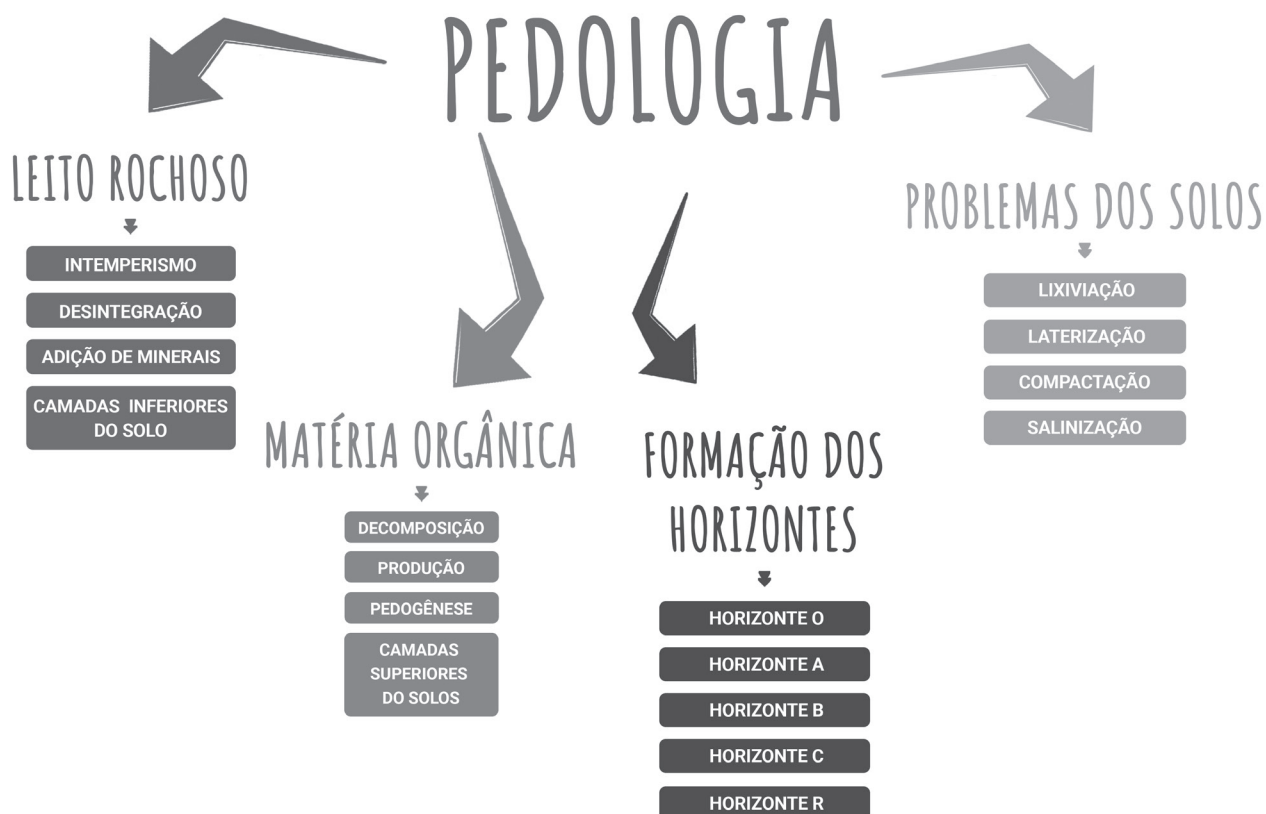 PEDOLOGIA
LEITO ROCHOSO
INTEMPERISMO
DESINTEGRAÇÃO
ADIÇÃO DE MINERAIS
CAMADAS INFERIORES
DO SOLO
MATÉRIA ORGÂNICA
DECOMPOSIÇÃO
PRODUÇÃO
PEDOGÊNESE
CAMADAS
SUPERIORES
DO SOLOS
FORMAÇÃO DOS
HORIZONTES
HORIZONTE O
HORIZONTE A
HORIZONTE B
HORIZONTE C
HORIZONTE R
PROBLEMAS DOS SOLOS
LIXIVIAÇÃO
LATERIZAÇÃO
COMPACTAÇÃO
SALINIZAÇÃO